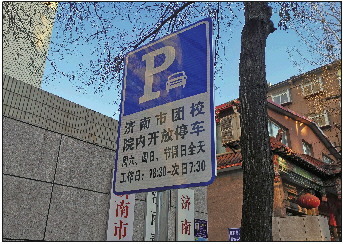 P
济南市团校
院内开放停车
周六、周日、节假日全天
工作日：18:30-次日7:30
南市
济南